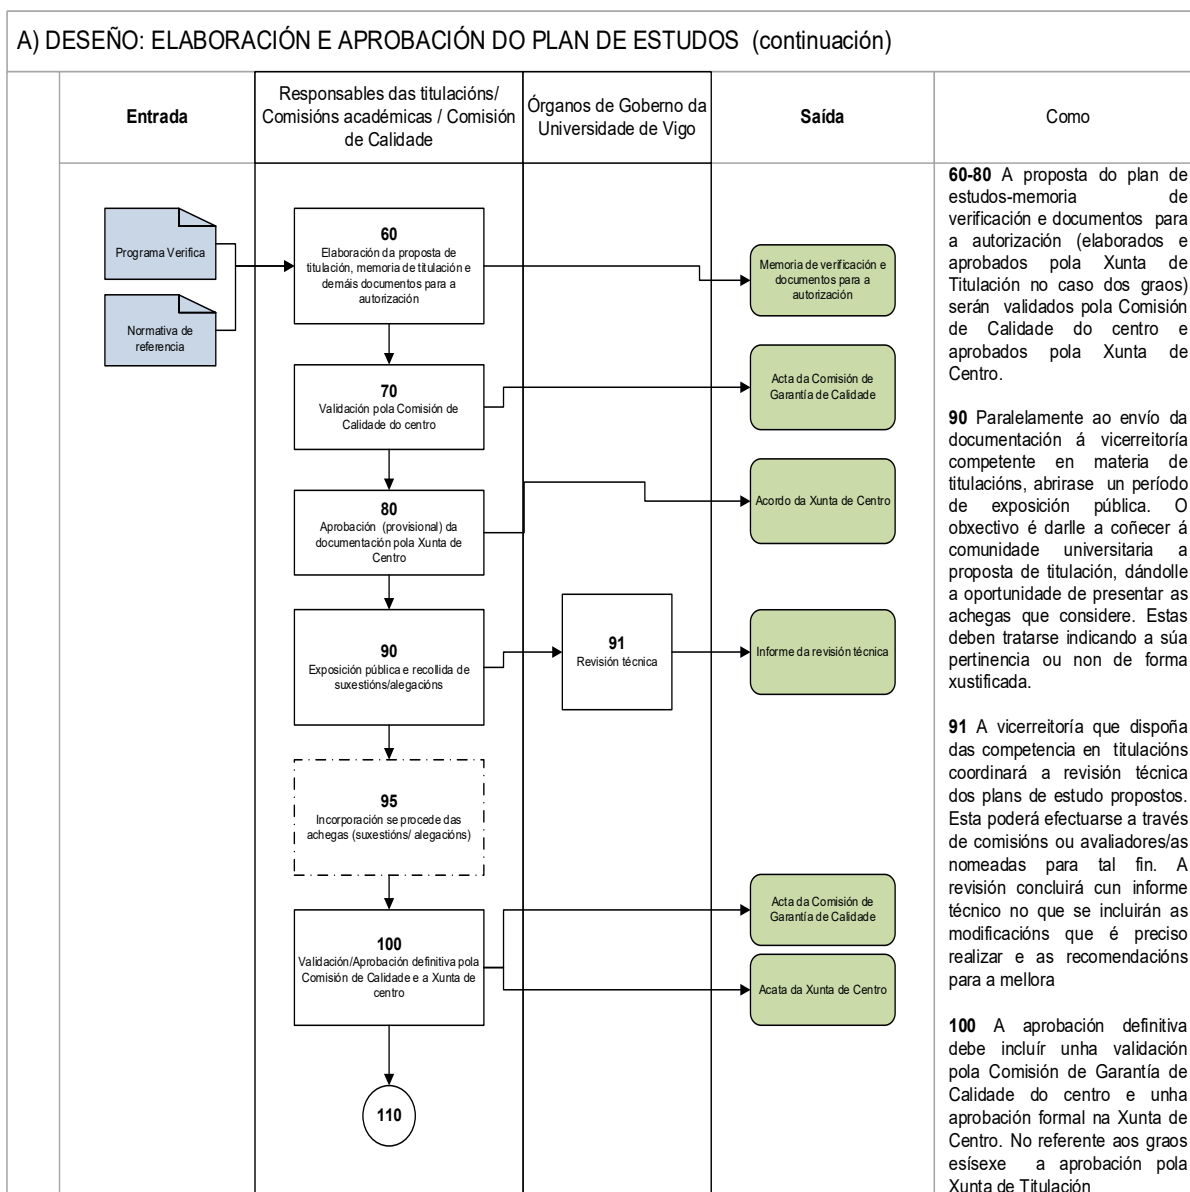 A) DESEÑO: ELABORACIÓN E APROBACIÓN DO PLAN DE ESTUDOS (continuación)
Entrada
Responsables das titulacións/
Comisións académicas / Comisión
de Calidade
Órganos de Goberno da
Universidade de Vigo
Saída
Como
Programa Verifica
Normativa de
referencia
60
Elaboración da proposta de
titulación, memoria de titulación e
demáis documentos para a
autorización
Memoria de verificación e
documentos para a
autorización
70
Validación pola Comisión de
Calidade do centro
Acta da Comisión de
Garantía de Calidade
80
Aprobación (provisional) da
documentación pola Xunta de
Centro
Acordo da Xunta de Centro
90
Exposición pública e recollida de
suxestións/alegacións
91
Revisión técnica
Informe da revisión técnica
95
Incorporación se procede das
achegas (suxestións/ alegacións)
100
Validación/Aprobación definitiva pola
Comisión de Calidade e a Xunta de
centro
Acta da Comisión de
Garantía de Calidade
Acata da Xunta de Centro
110
60-80 A proposta do plan de
estudos-memoria de
verificación e documentos para
a autorización (elaborados e
aprobados pola Xunta de
Titulación no caso dos graos)
serán validados pola Comisión
de Calidade do centro e
aprobados pola Xunta de
Centro.
90 Paralelamente ao envío da
documentación á vicerreitoría
competente en materia de
titulacións, abrirase un período
de exposición pública. O
obxectivo é darlle a coñecer á
comunidade universitaria a
proposta de titulación, dándolle
a oportunidade de presentar as
achegas que considere. Estas
deben tratarse indicando a súa
pertinencia ou non de forma
xustificada.
91 A vicerreitoría que dispoña
das competencia en titulacións
coordinará a revisión técnica
dos plans de estudo propostos.
Esta poderá efectuarse a través
de comisións ou avaliadores/as
nomeadas para tal fin. A
revisión concluirá cun informe
técnico no que se incluirán as
modificacións que é preciso
realizar e as recomendacións
para a mellora
100 A aprobación definitiva
debe incluír unha validación
pola Comisión de Garantía de
Calidade do centro e unha
aprobación formal na Xunta de
Centro. No referente aos graos
esísexe a aprobación pola
Xunta de Titulación